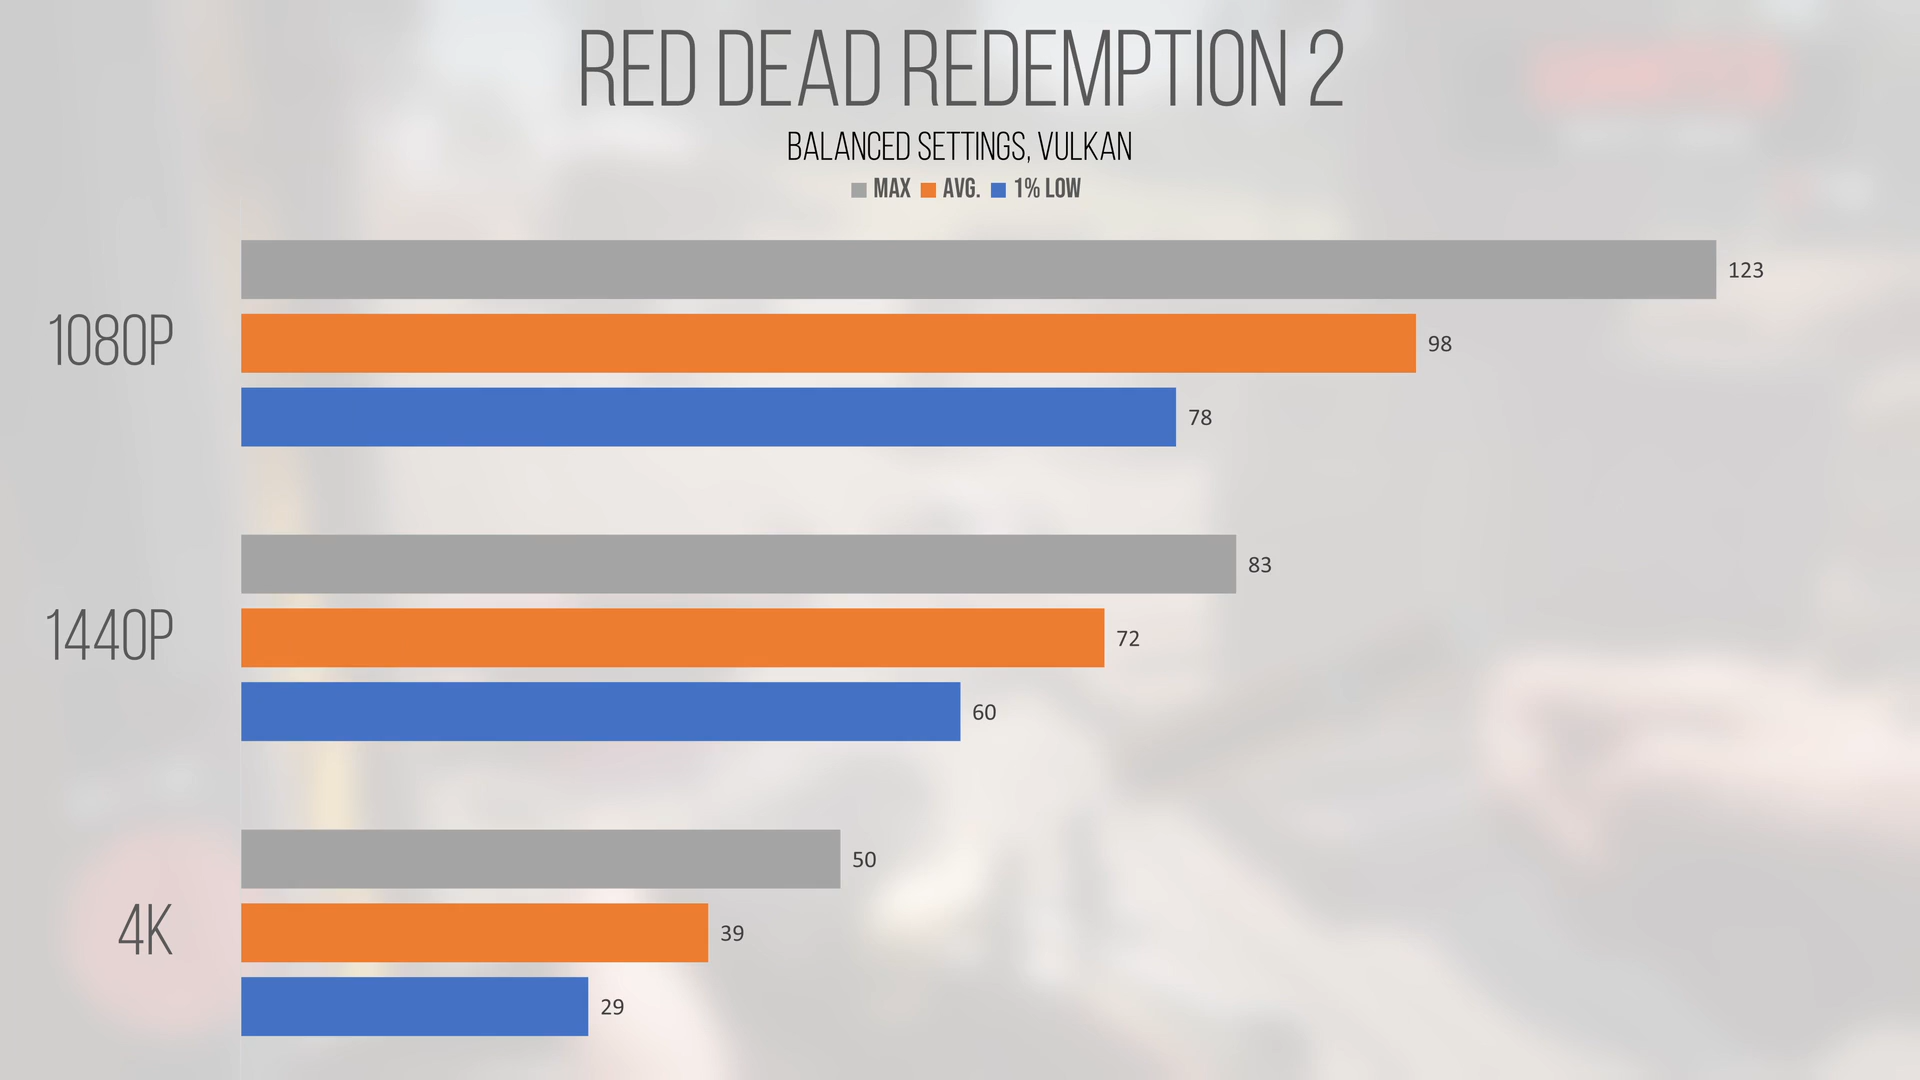 RED DEAD REDEMPTION 2
BALANCED SETTINGS, VULKAN
MAX AVG. 1% LOW
123
1080P 98
78
83
1440P 72
60
50
4K 39
29